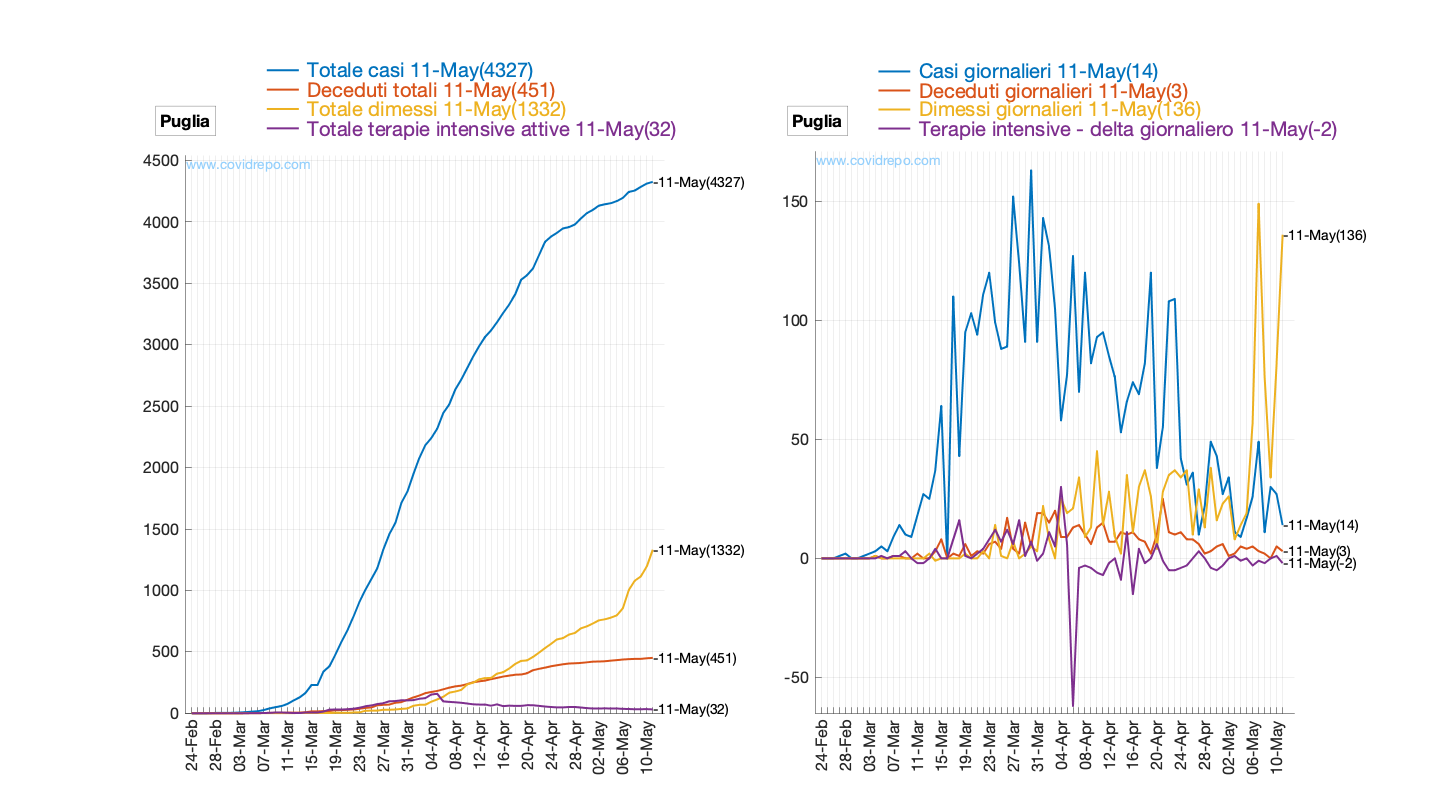 Totale casi 11-May(4327)
Deceduti totali 11-May(451)
Totale dimessi 11-May(1332)
Totale terapie intensive attive 11-May(32)
Puglia
www.covidrepo.com
4500
4000
3500
3000
2500
2000
1500
1000
500
0
-11-May(4327)
-11-May(1332)
-11-May(451)
-11-May(32)
24-Feb
28-Feb
03-Mar
07-Mar
11-Mar
15-Mar
19-Mar
23-Mar
27-Mar
31-Mar
04-Apr
08-Apr
12-Apr
16-Apr
20-Apr
24-Apr
28-Apr
02-May
06-May
10-May
Casi giornalieri 11-May(14)
Deceduti giornalieri 11-May(3)
Dimessi giornalieri 11-May(136)
Terapie intensive - delta giornaliero 11-May(-2)
Puglia
www.covidrepo.com
150
100
50
0
-50
-11-May(136)
-11-May(14)
-11-May(3)
-11-May(-2)
24-Feb
28-Feb
03-Mar
07-Mar
11-Mar
15-Mar
19-Mar
23-Mar
27-Mar
31-Mar
04-Apr
08-Apr
12-Apr
16-Apr
20-Apr
24-Apr
28-Apr
02-May
06-May
10-May